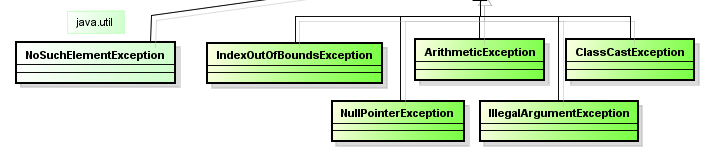 java.util
NoSuchElementException
IndexOutOfBoundsException
ArithmeticException
ClassCastException
NullPointerException
IllegalArgumentException